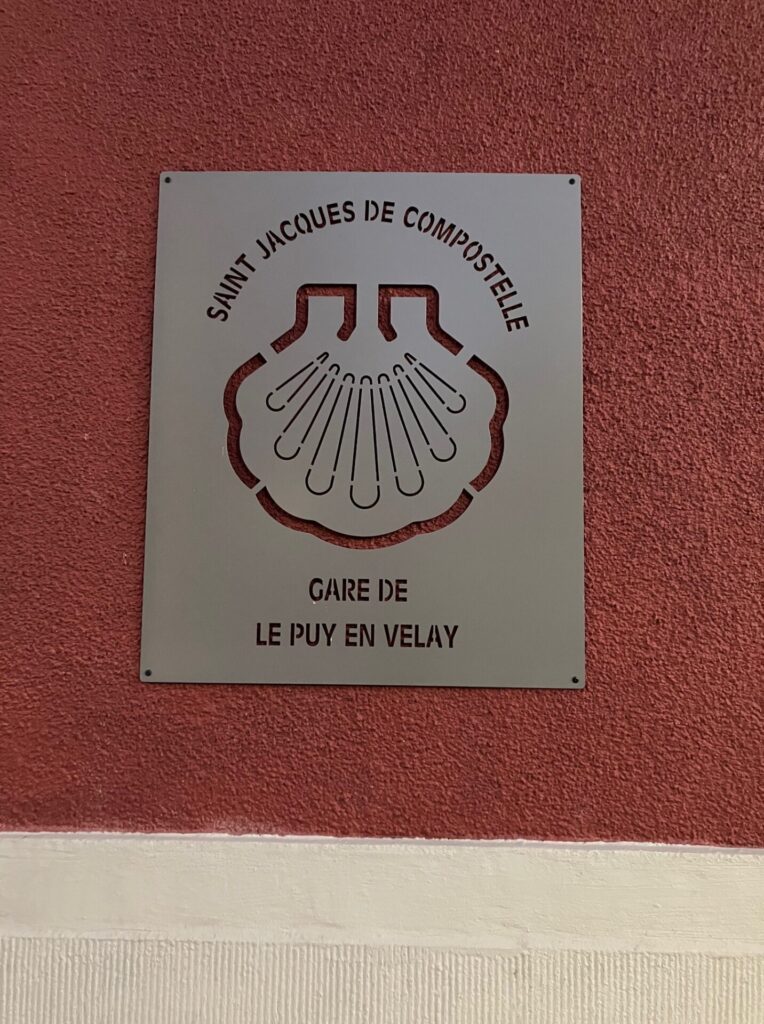 SAINT JACQUES DE COMPOSTELLE
GARE DE
LE PUY EN VELAY